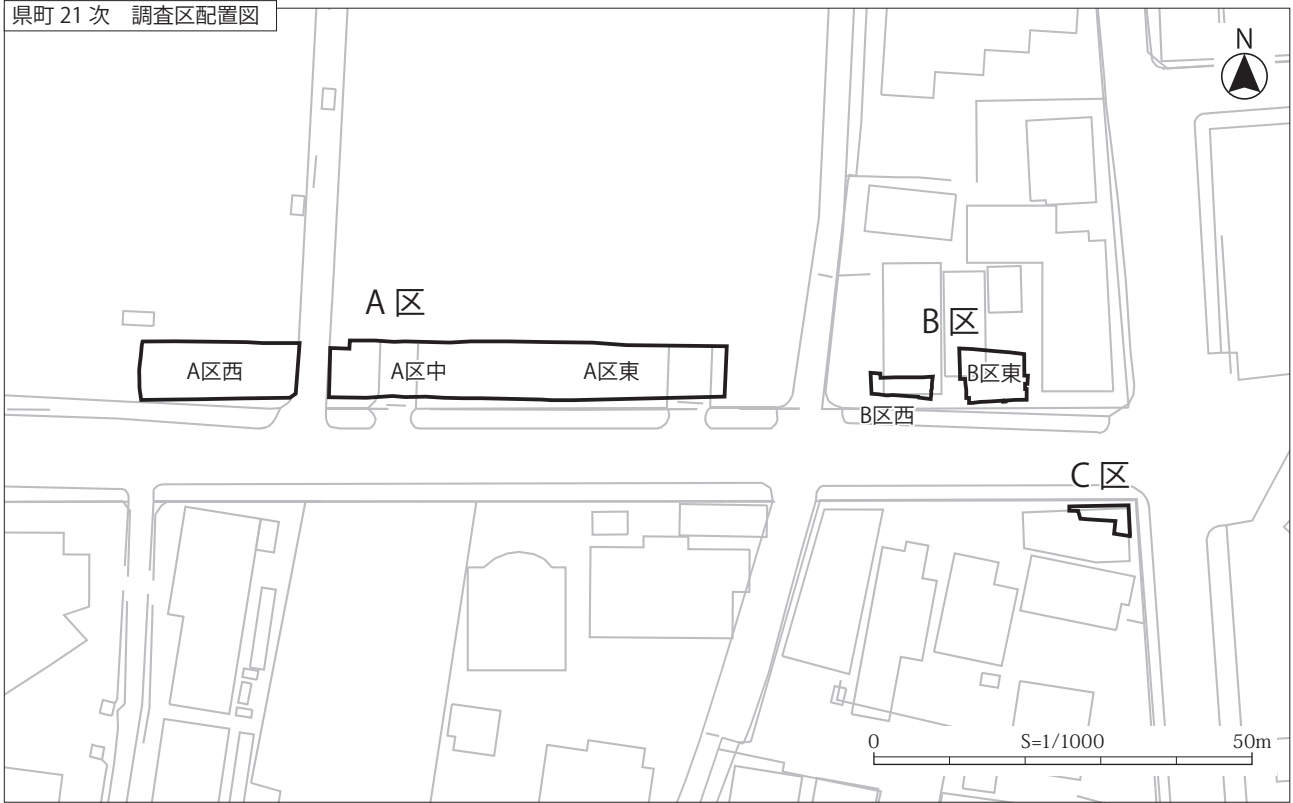 県町 21 次　調査区配置図
N
A 区
A区西
A区中
A区東
B 区
B区東
B区西
C 区
0
S=1/1000
50m